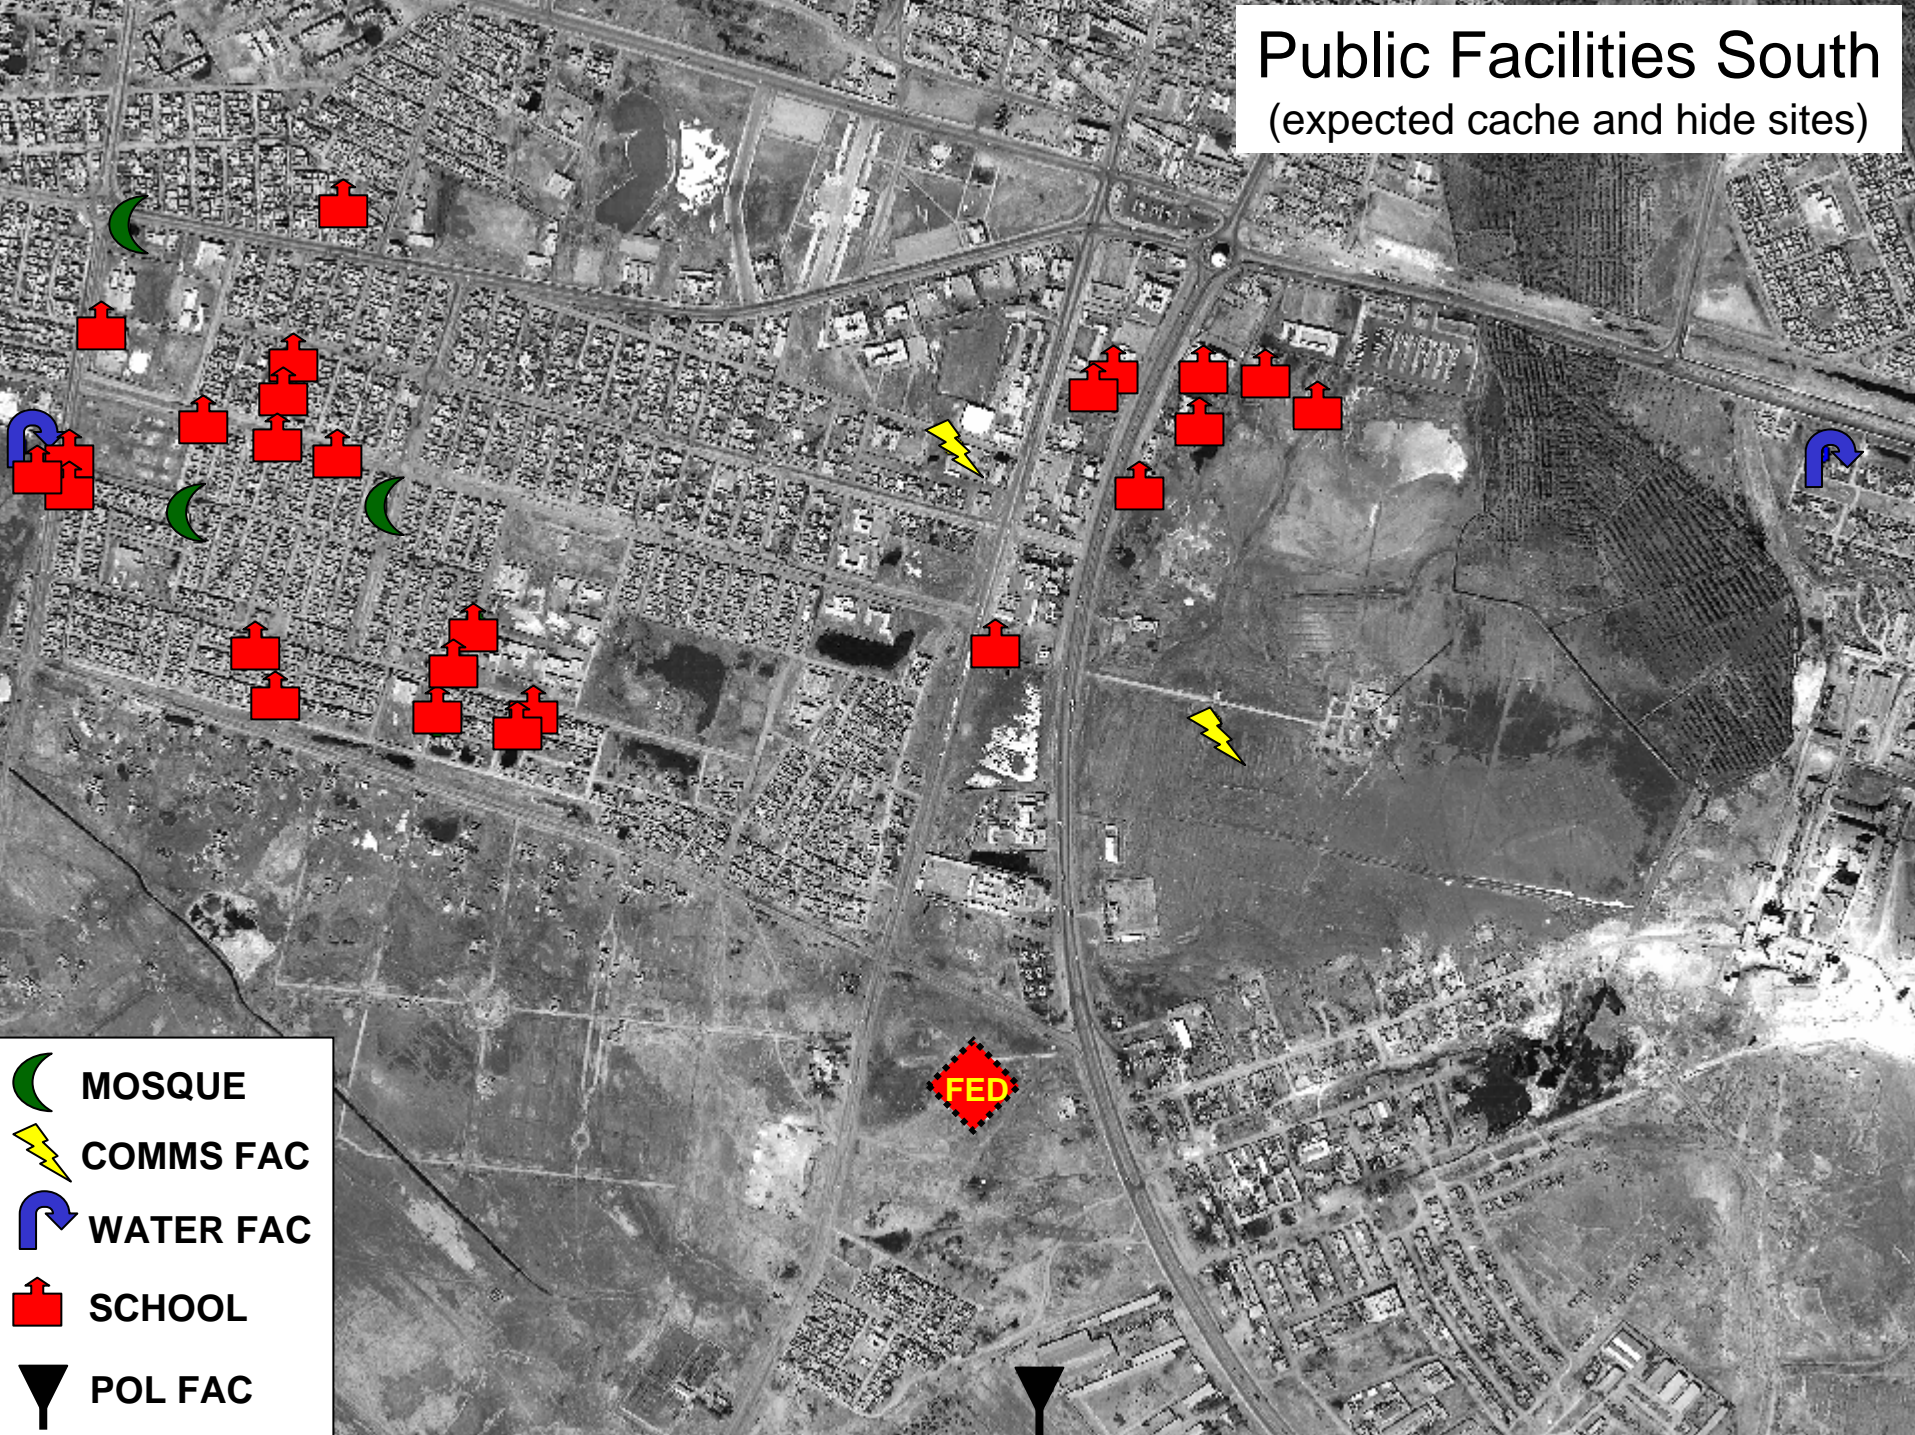 Public Facilities South
(expected cache and hide sites)
FED
MOSQUE
COMMS FAC
WATER FAC
SCHOOL
POL FAC